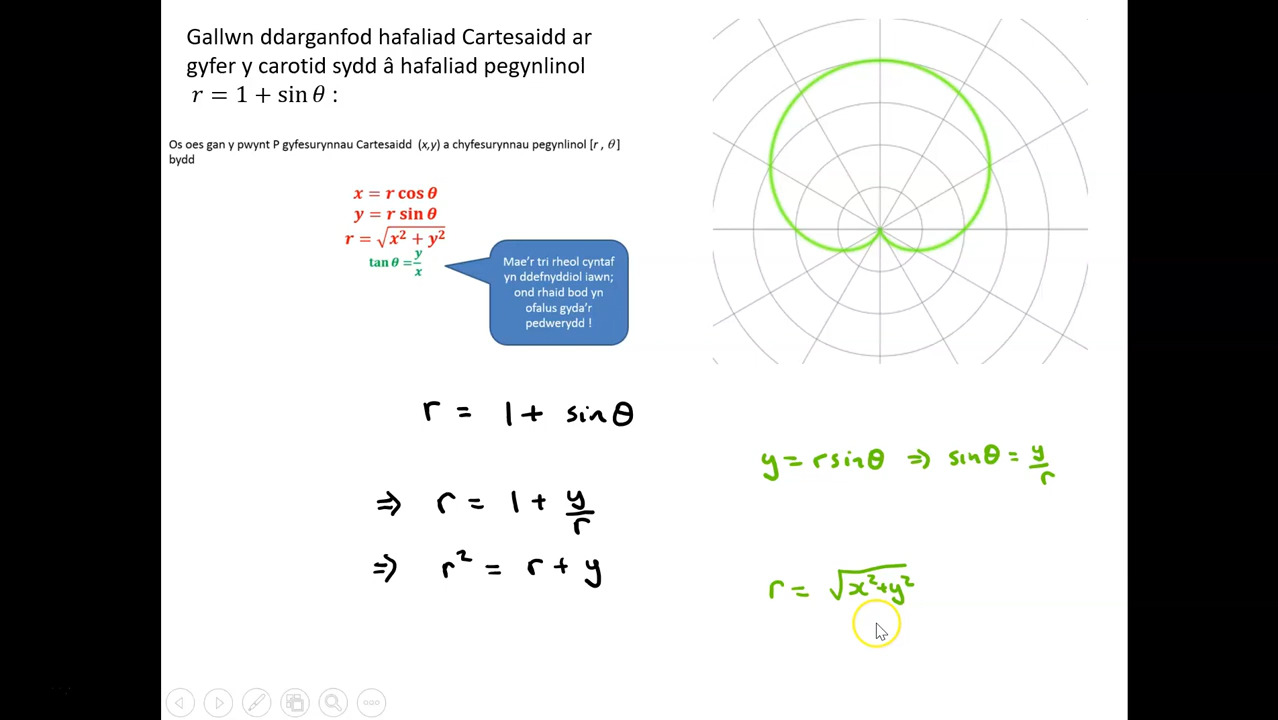 Gallwn ddarganfod hafaliad Cartesaidd ar
gyfer y carotid sydd â hafaliad pegynlinol
r = 1 + sin θ :
Os oes gan y pwynt P gyfesurynnau Cartesaidd (x,y) a chyfesurynnau pegynlinol [r , θ]
bydd
x = r cos θ
y = r sin θ
r = √(x² + y²)
tan θ = y/x
Mae'r tri rheol cyntaf
yn ddefnyddiol iawn;
ond rhaid bod yn
ofalus gyda'r
pedwerydd !
r = 1 + sin θ
y = r sin θ ⇒ sin θ = y/r
⇒ r = 1 + y/r
⇒ r² = r + y
r = √(x²+y²)